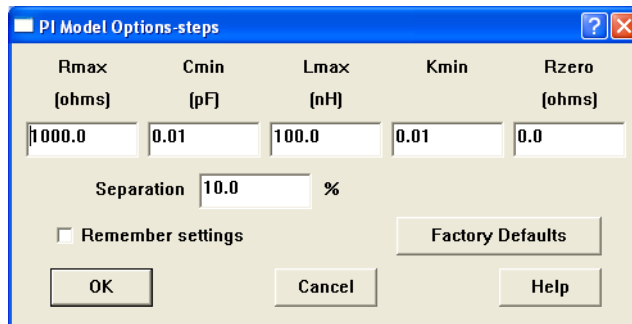 PI Model Options-steps
Rmax Cmin Lmax Kmin Rzero
(ohms) (pF) (nH) (ohms)
1000.0 0.01 100.0 0.01 0.0
Separation 10.0 %
Remember settings Factory Defaults
OK Cancel Help